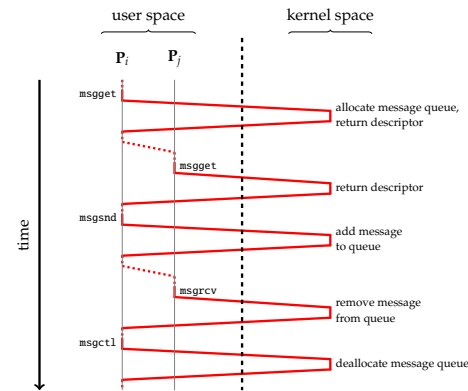 user space
kernel space
P_i
P_j
msgget
allocate message queue,
return descriptor
msgget
return descriptor
msgsnd
add message
to queue
msgrcv
remove message
from queue
msgctl
deallocate message queue
time